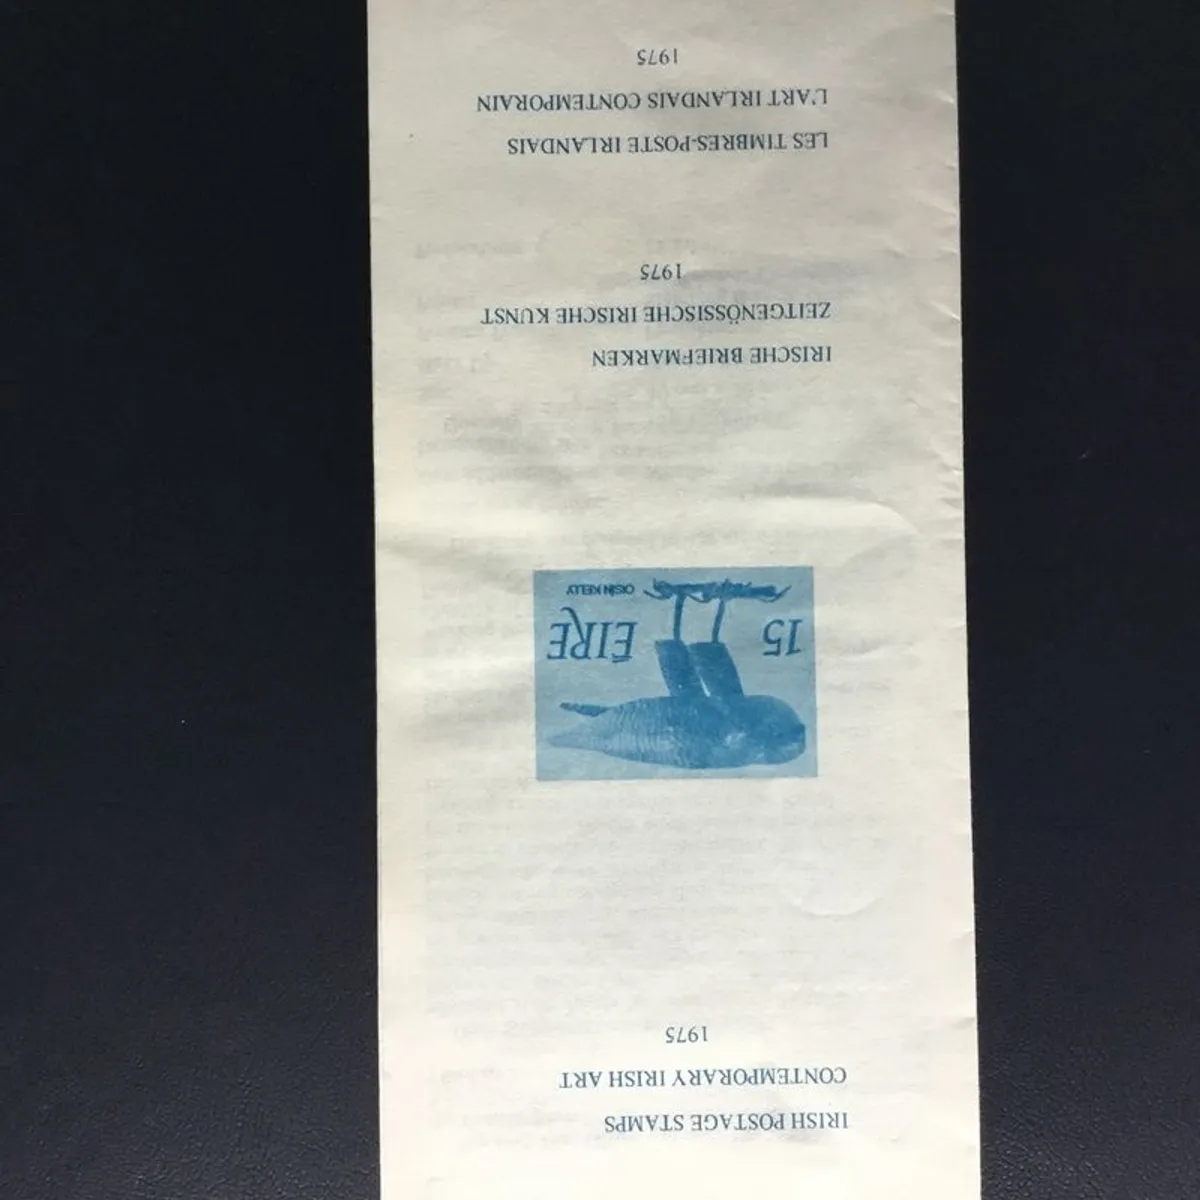 IRISH POSTAGE STAMPS
CONTEMPORARY IRISH ART
1975
15 ÉIRE
OISÍN KELLY
IRISCHE BRIEFMARKEN
ZEITGENÖSSISCHE IRISCHE KUNST
1975
LES TIMBRES-POSTE IRLANDAIS
L'ART IRLANDAIS CONTEMPORAIN
1975